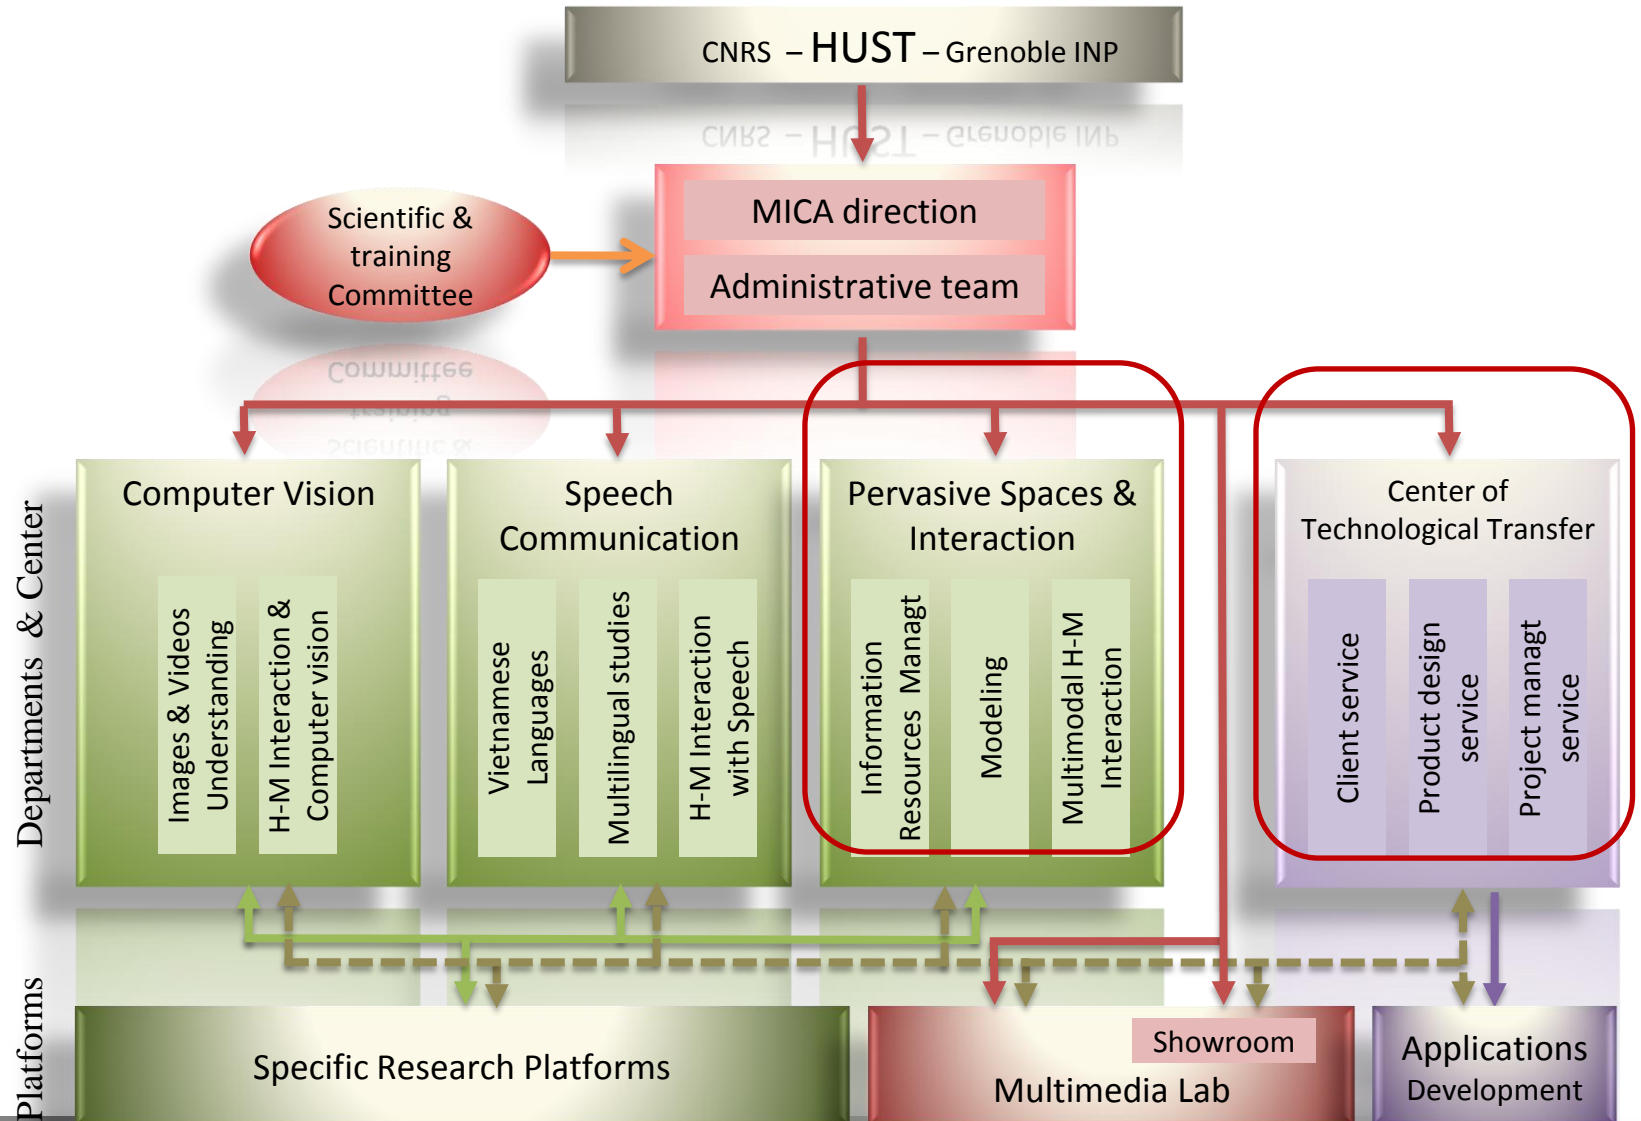 CNRS – HUST – Grenoble INP
MICA direction
Administrative team
Scientific &
training
Committee
Departments & Center
Computer Vision
Images & Videos
Understanding
H-M Interaction &
Computer vision
Speech
Communication
Vietnamese
Languages
Multilingual studies
H-M Interaction
with Speech
Pervasive Spaces &
Interaction
Information
Resources Managt
Modeling
Multimodal H-M
Interaction
Center of
Technological Transfer
Client service
Product design
service
Project managt
service
Platforms
Specific Research Platforms
Showroom
Multimedia Lab
Applications
Development